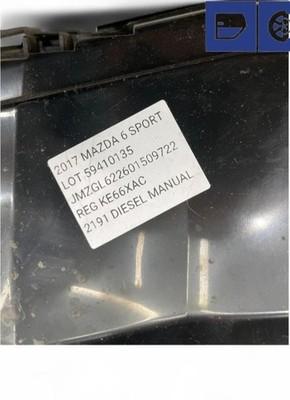 2017 MAZDA 6 SPORT
LOT 59410135
JMZGL622601509722
REG KE66XAC
2191 DIESEL MANUAL